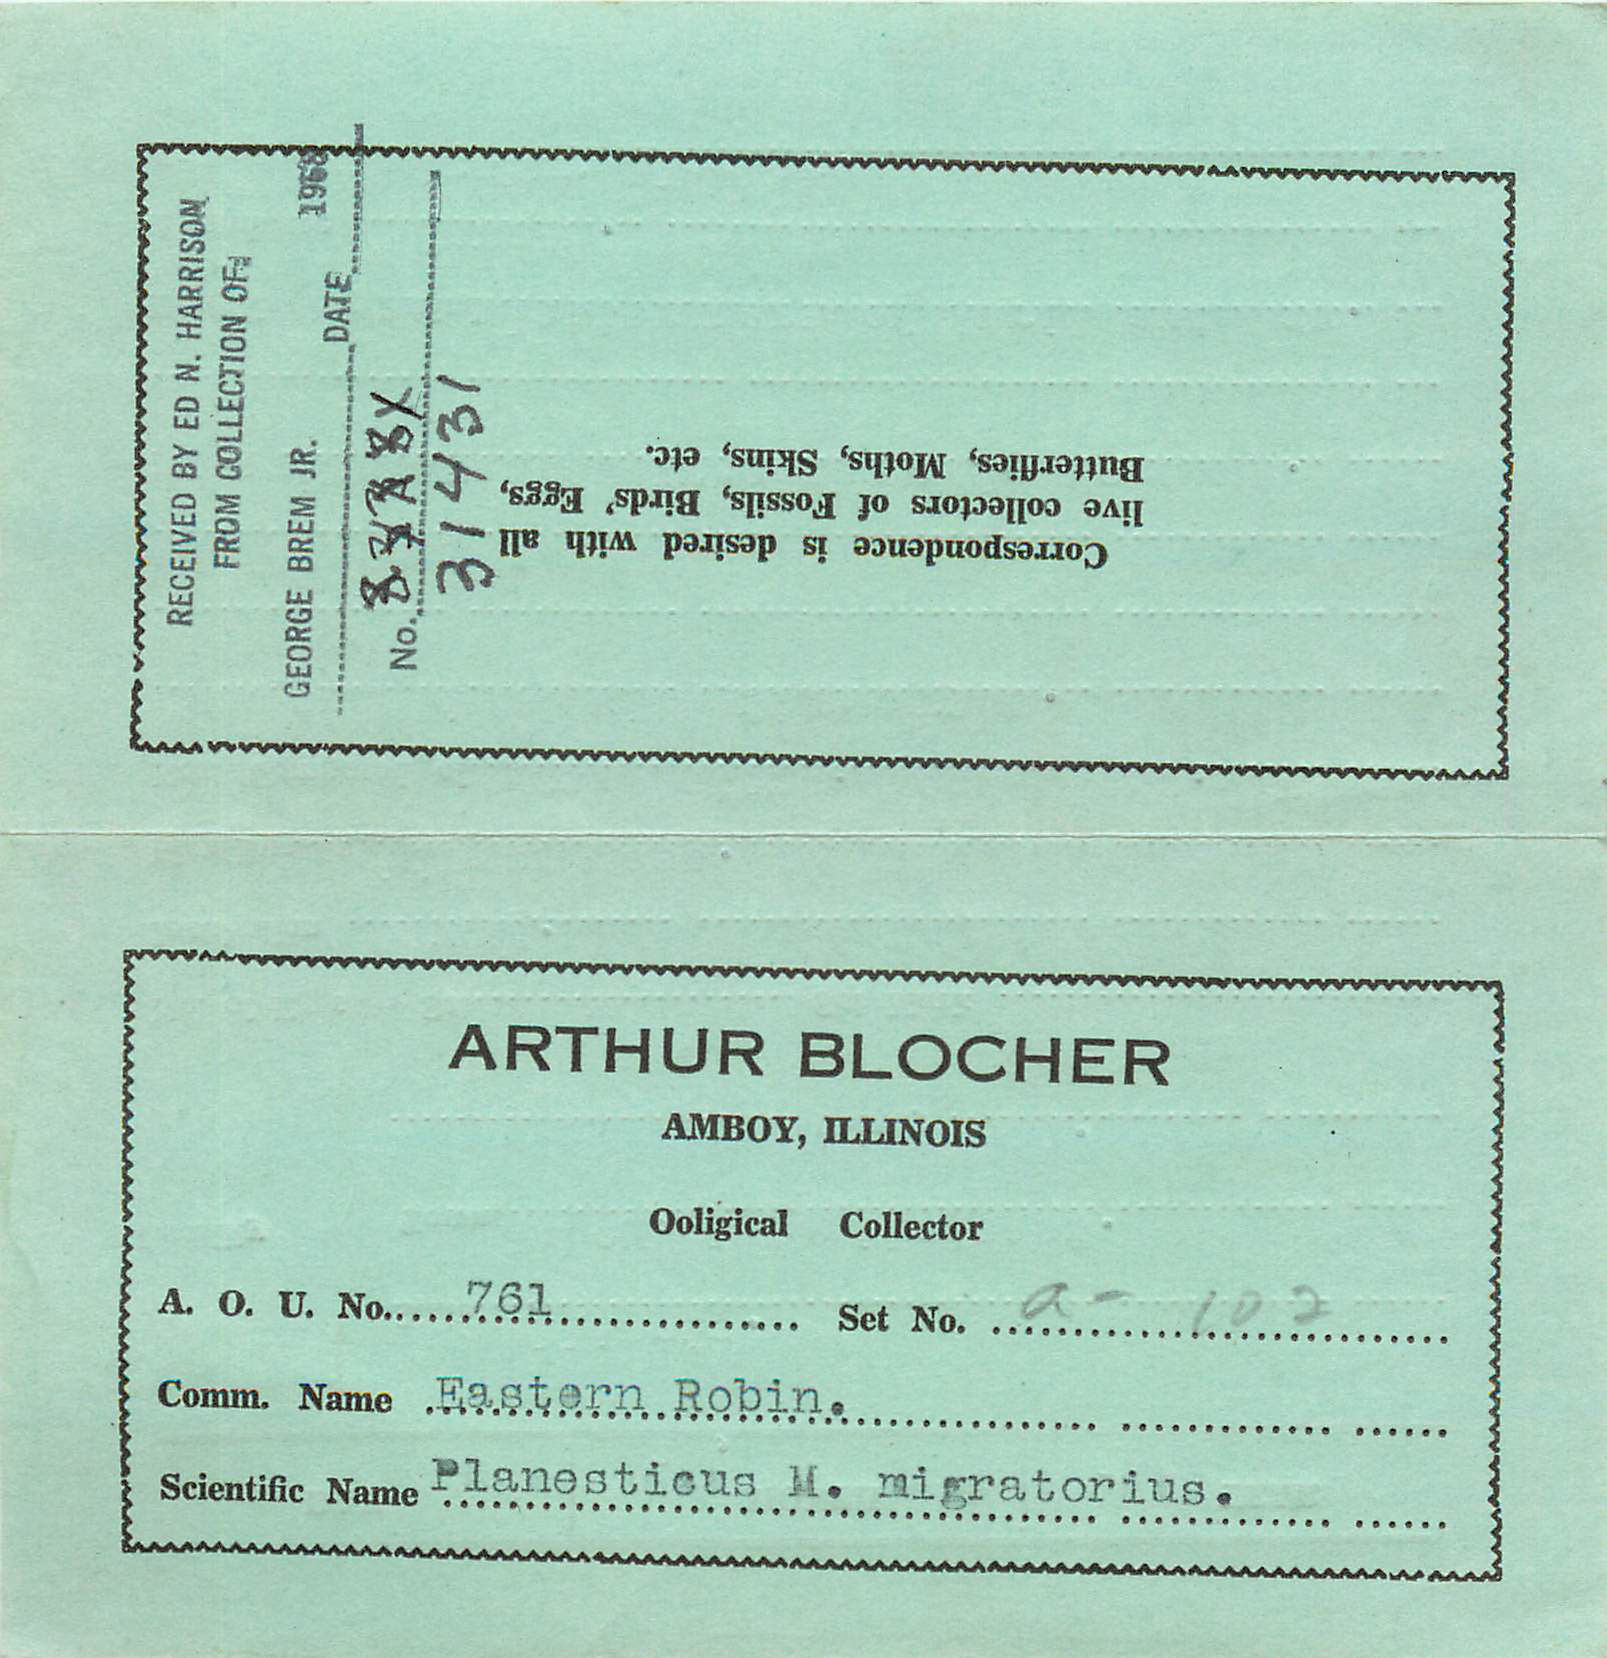 RECEIVED BY ED N. HARRISON
FROM COLLECTION OF:
GEORGE BREM JR. 1968
DATE
No.
31431
Correspondence is desired with all
live collectors of Fossils, Birds' Eggs,
Butterflies, Moths, Skins, etc.
ARTHUR BLOCHER
AMBOY, ILLINOIS
Ooligical Collector
A. O. U. No. 761 Set No. a- 102
Comm. Name Eastern Robin.
Scientific Name Planesticus M. migratorius.